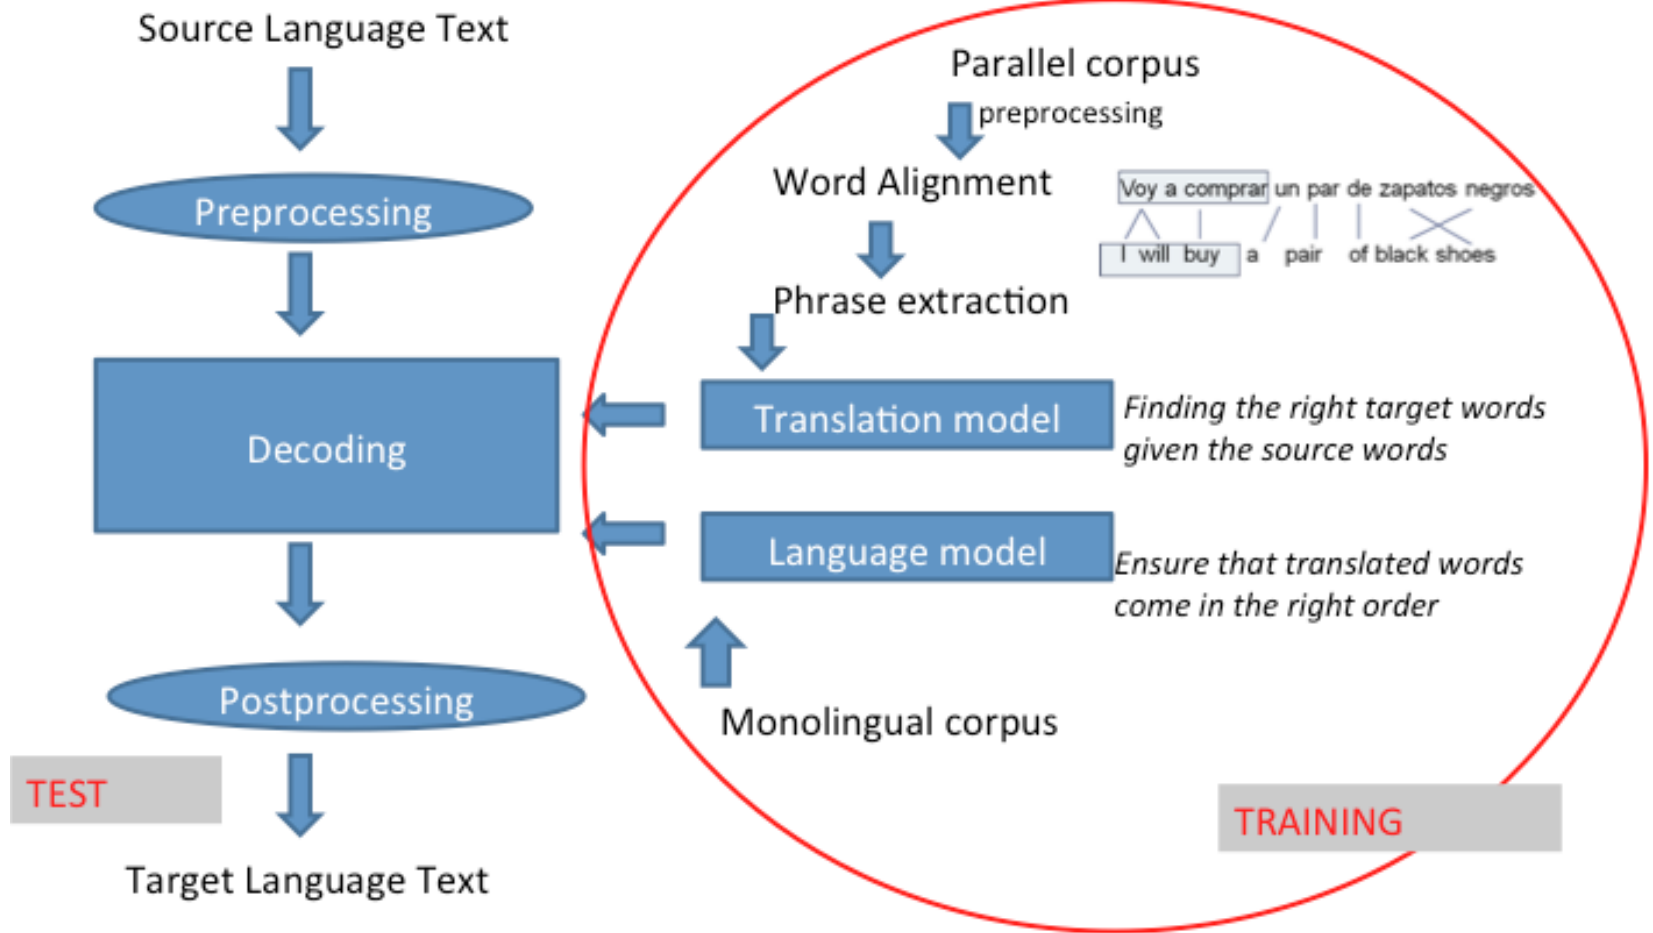 Source Language Text
Preprocessing
Decoding
Postprocessing
TEST
Target Language Text
Parallel corpus
preprocessing
Word Alignment
Voy a comprar un par de zapatos negros
I will buy a pair of black shoes
Phrase extraction
Translation model
Finding the right target words
given the source words
Language model
Ensure that translated words
come in the right order
Monolingual corpus
TRAINING